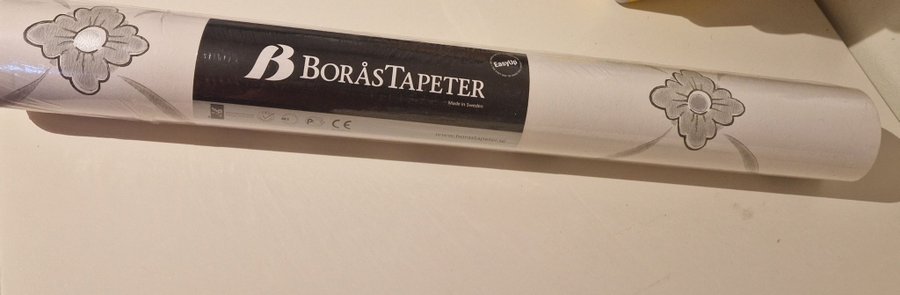 BORÅSTAPETER
EasyUp
Made in Sweden
CE
www.borastapeter.se